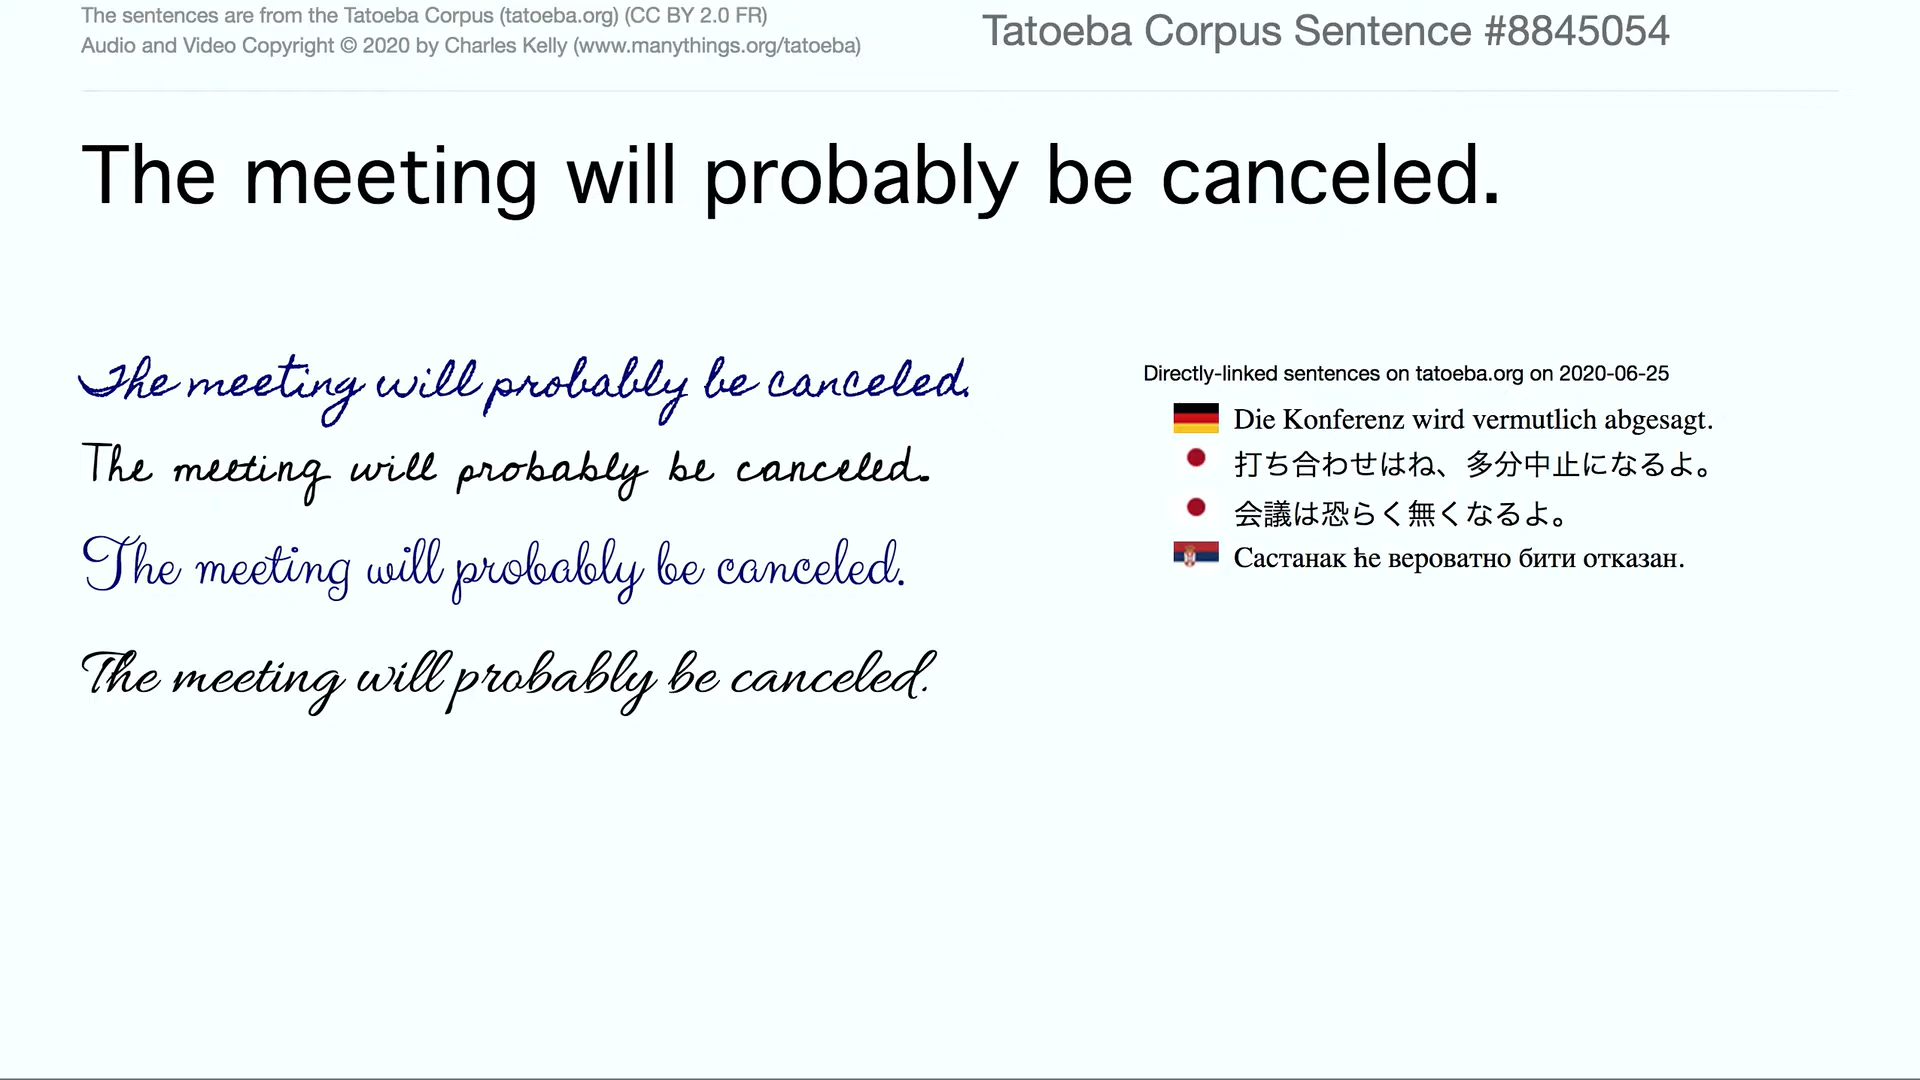 The sentences are from the Tatoeba Corpus (tatoeba.org) (CC BY 2.0 FR)
Audio and Video Copyright © 2020 by Charles Kelly (www.manythings.org/tatoeba)
Tatoeba Corpus Sentence #8845054
The meeting will probably be canceled.
The meeting will probably be canceled.
The meeting will probably be canceled.
The meeting will probably be canceled.
The meeting will probably be canceled.
Directly-linked sentences on tatoeba.org on 2020-06-25
Die Konferenz wird vermutlich abgesagt.
打ち合わせはね、多分中止になるよ。
会議は恐らく無くなるよ。
Састанак ће вероватно бити отказан.